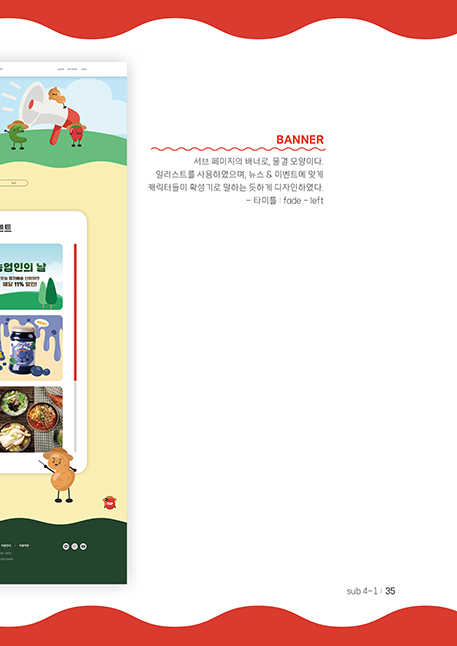 BANNER
서브 페이지의 배너로, 물결 모양이다.
일러스트를 사용하였으며, 뉴스 & 이벤트에 맞게
캐릭터들이 확성기로 말하는 듯하게 디자인하였다.
- 타이틀 : fade - left
벤트
농업인의 날
매달 11% 할인!
sub 4-1 | 35